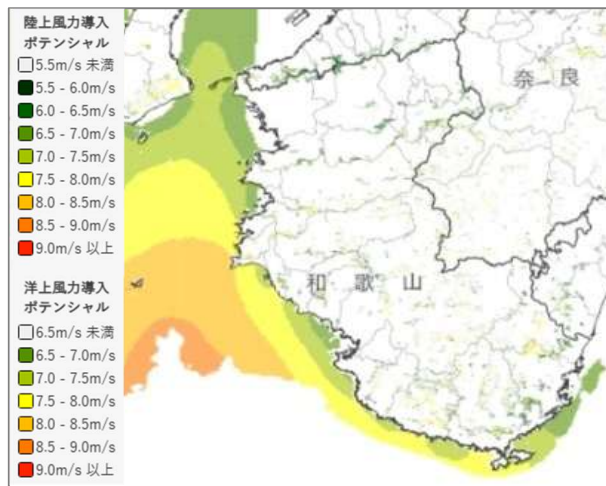 陸上風力導入
ポテンシャル
5.5m/s 未満
5.5 - 6.0m/s
6.0 - 6.5m/s
6.5 - 7.0m/s
7.0 - 7.5m/s
7.5 - 8.0m/s
8.0 - 8.5m/s
8.5 - 9.0m/s
9.0m/s 以上
洋上風力導入
ポテンシャル
6.5m/s 未満
6.5 - 7.0m/s
7.0 - 7.5m/s
7.5 - 8.0m/s
8.0 - 8.5m/s
8.5 - 9.0m/s
9.0m/s 以上
奈良
和歌山